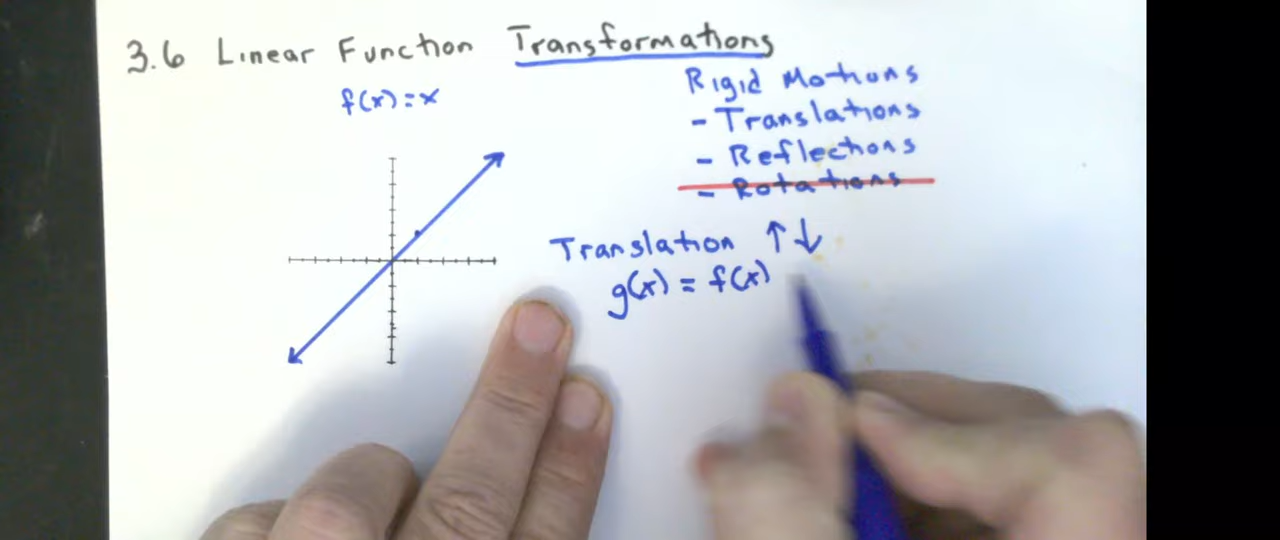 3.6 Linear Function Transformations
f(x)=x
Rigid Motions
- Translations
- Reflections
- Rotations
Translation ↑↓
g(x) = f(x)